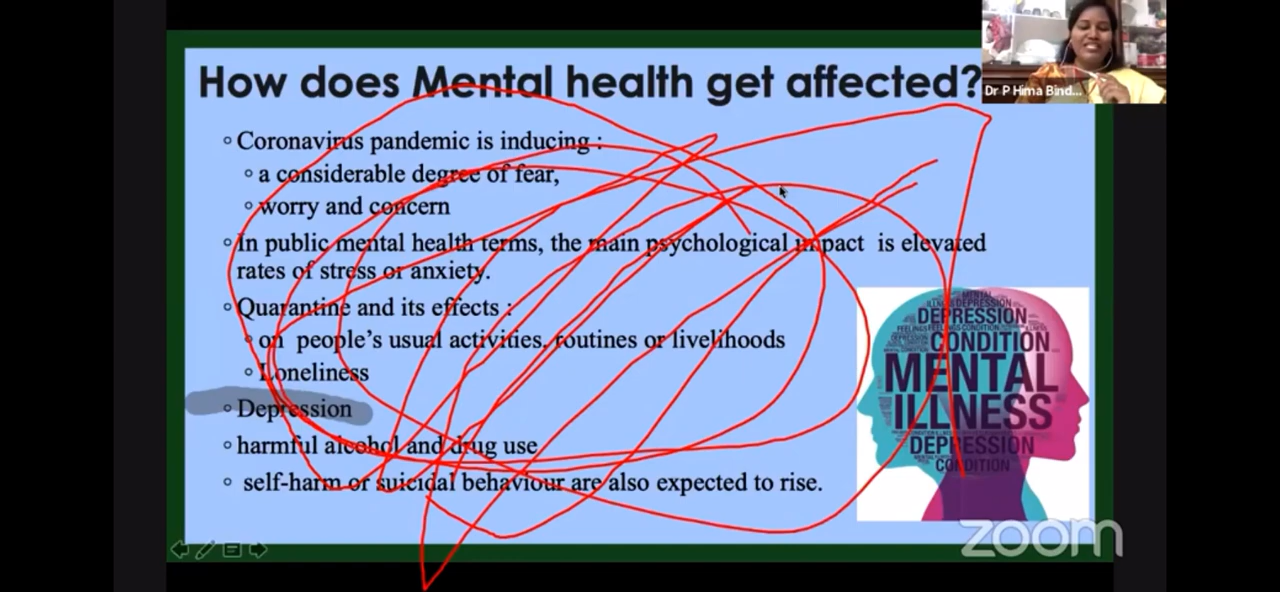 How does Mental health get affected?
Dr P Hima Bind...
Coronavirus pandemic is inducing :
a considerable degree of fear,
worry and concern
In public mental health terms, the main psychological impact is elevated
rates of stress or anxiety.
Quarantine and its effects :
on people's usual activities, routines or livelihoods
Loneliness
Depression
harmful alcohol and drug use
self-harm or suicidal behaviour are also expected to rise.
MENTAL
DEPRESSION
CONDITION
MENTAL
ILLNESS
DEPRESSION
CONDITION
zoom